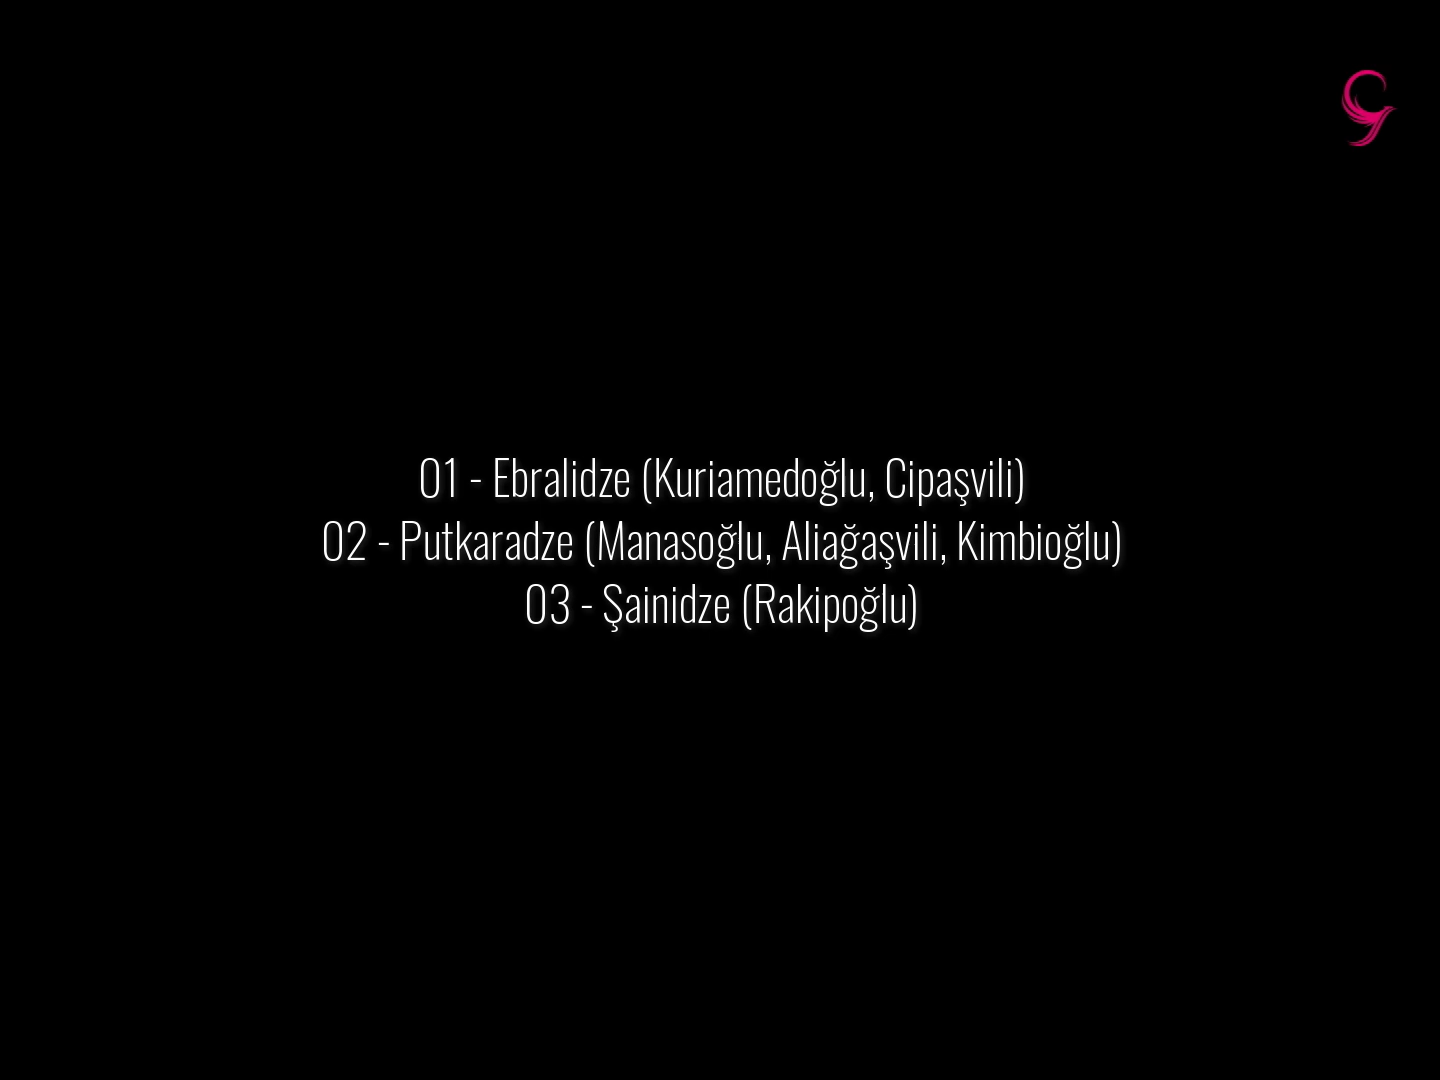 01 - Ebralidze (Kuriamedoğlu, Cipaşvili)
02 - Putkaradze (Manasoğlu, Aliağaşvili, Kimbioğlu)
03 - Şainidze (Rakipoğlu)